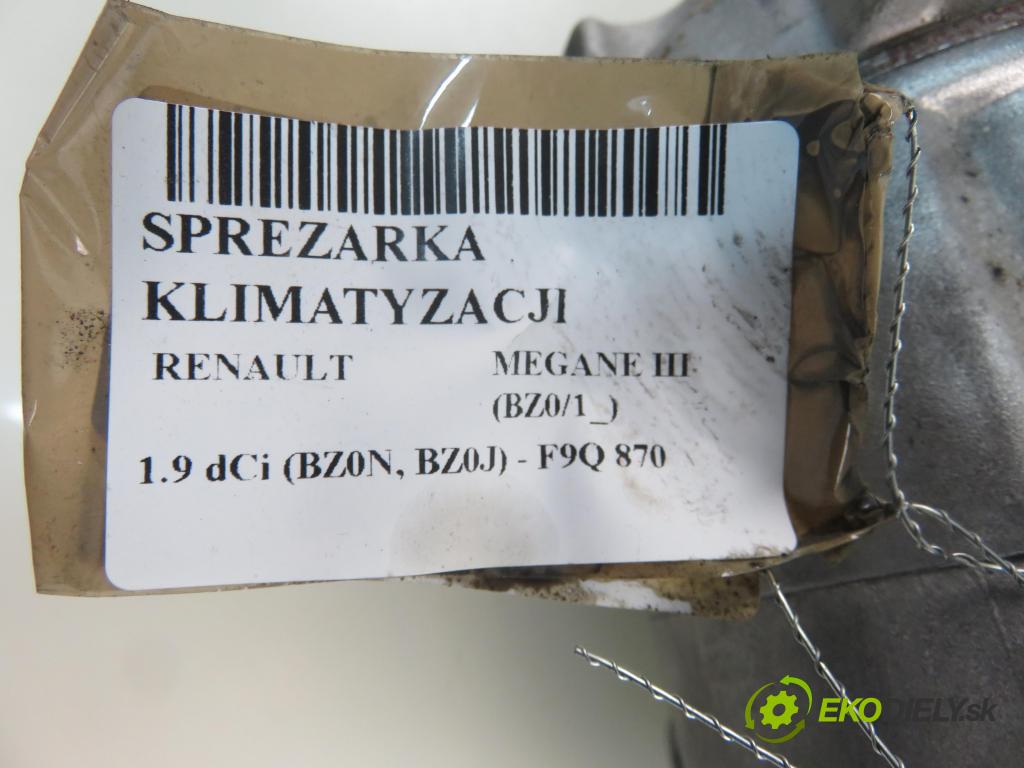 SPREZARKA
KLIMATYZACJI
RENAULT MEGANE III
(BZ0/1_)
1.9 dCi (BZ0N, BZ0J) - F9Q 870
EKODIELY.sk